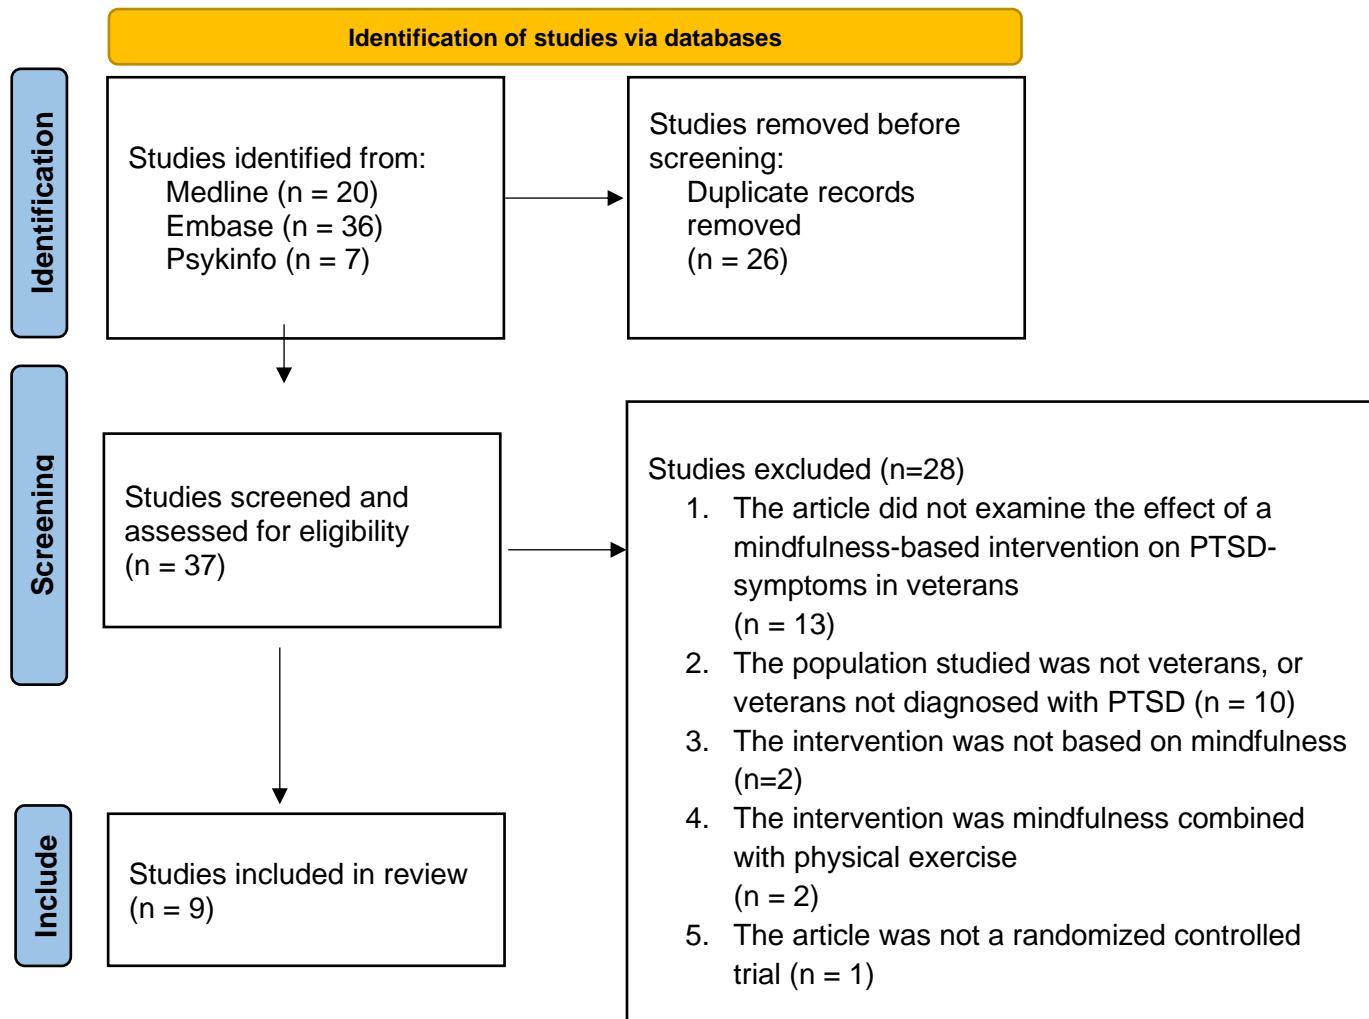 Identification of studies via databases
Identification
Studies identified from:
Medline (n = 20)
Embase (n = 36)
Psykinfo (n = 7)
Studies removed before
screening:
Duplicate records
removed
(n = 26)
Screening
Studies screened and
assessed for eligibility
(n = 37)
Studies excluded (n=28)
1. The article did not examine the effect of a
mindfulness-based intervention on PTSD-
symptoms in veterans
(n = 13)
2. The population studied was not veterans, or
veterans not diagnosed with PTSD (n = 10)
3. The intervention was not based on mindfulness
(n=2)
4. The intervention was mindfulness combined
with physical exercise
(n = 2)
5. The article was not a randomized controlled
trial (n = 1)
Include
Studies included in review
(n = 9)